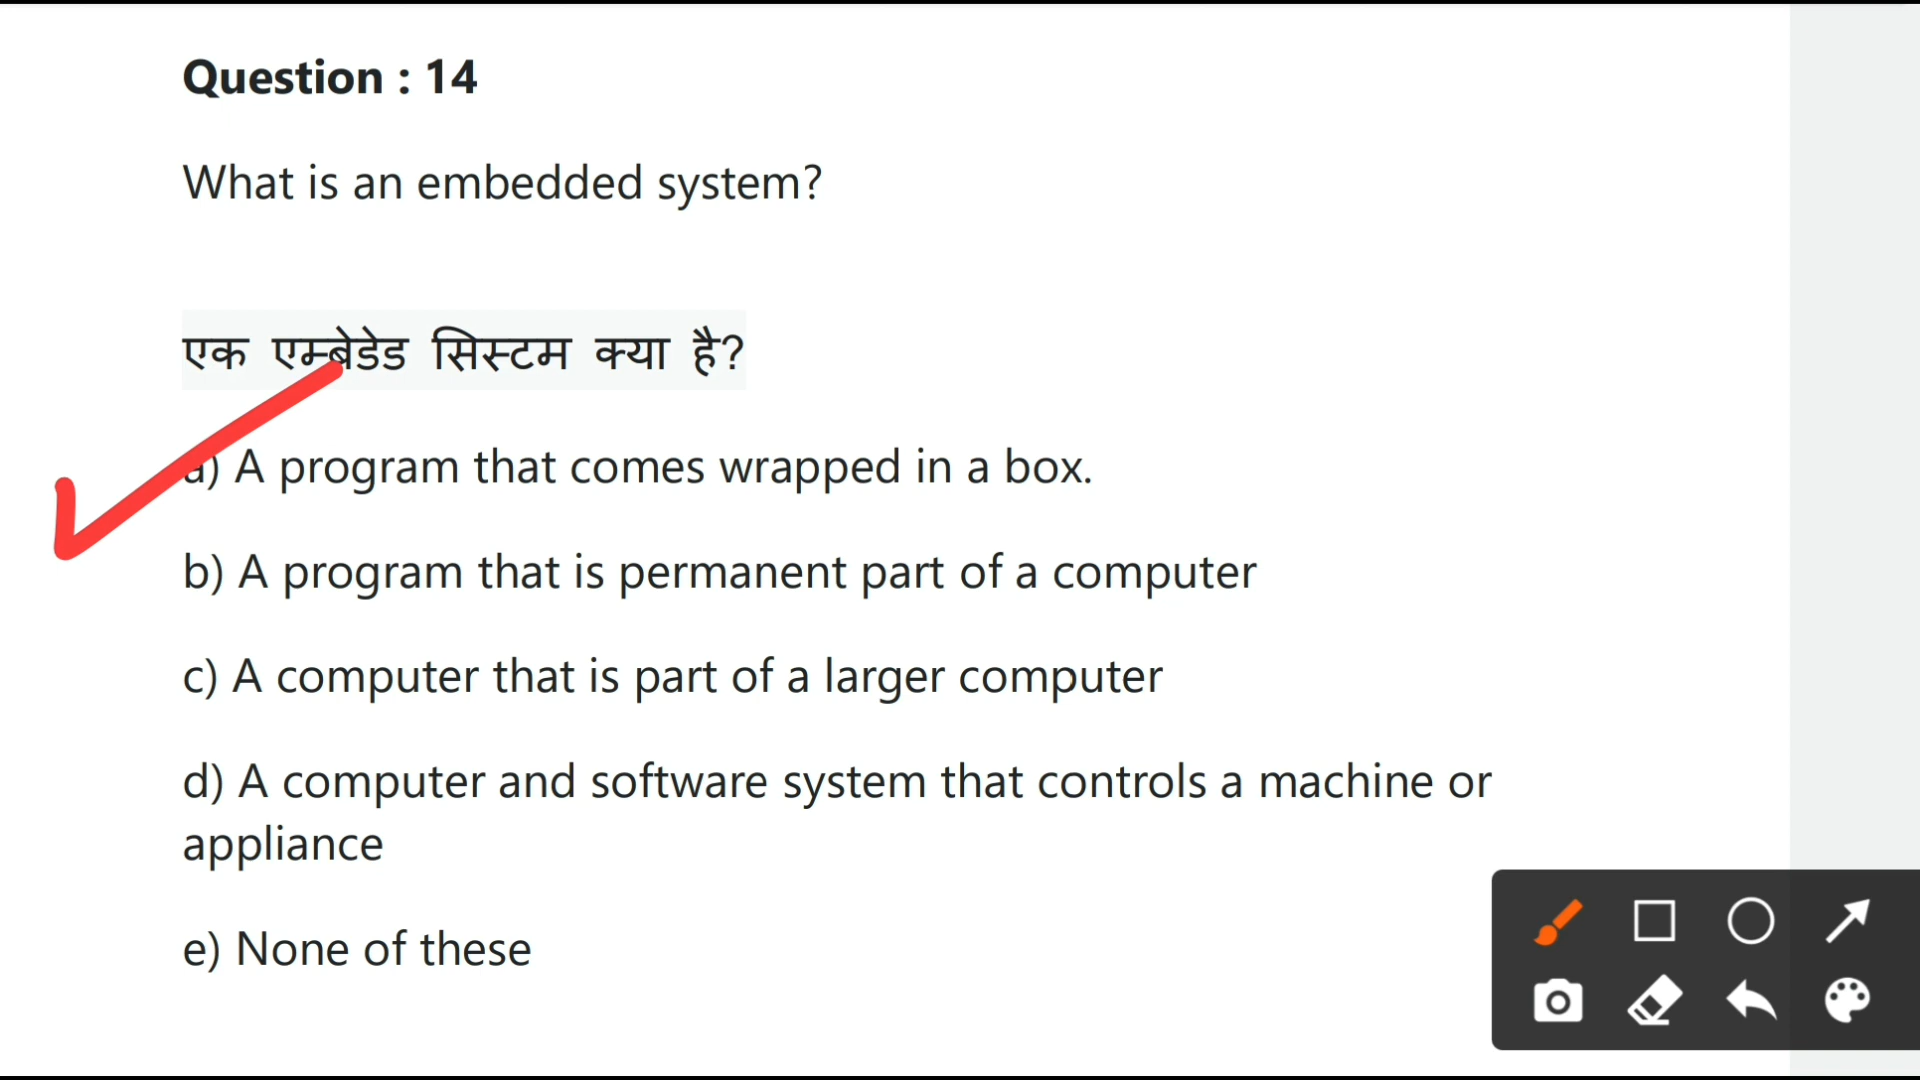 Question : 14
What is an embedded system?
एक एम्बेडेड सिस्टम क्या है?
a) A program that comes wrapped in a box.
b) A program that is permanent part of a computer
c) A computer that is part of a larger computer
d) A computer and software system that controls a machine or
appliance
e) None of these